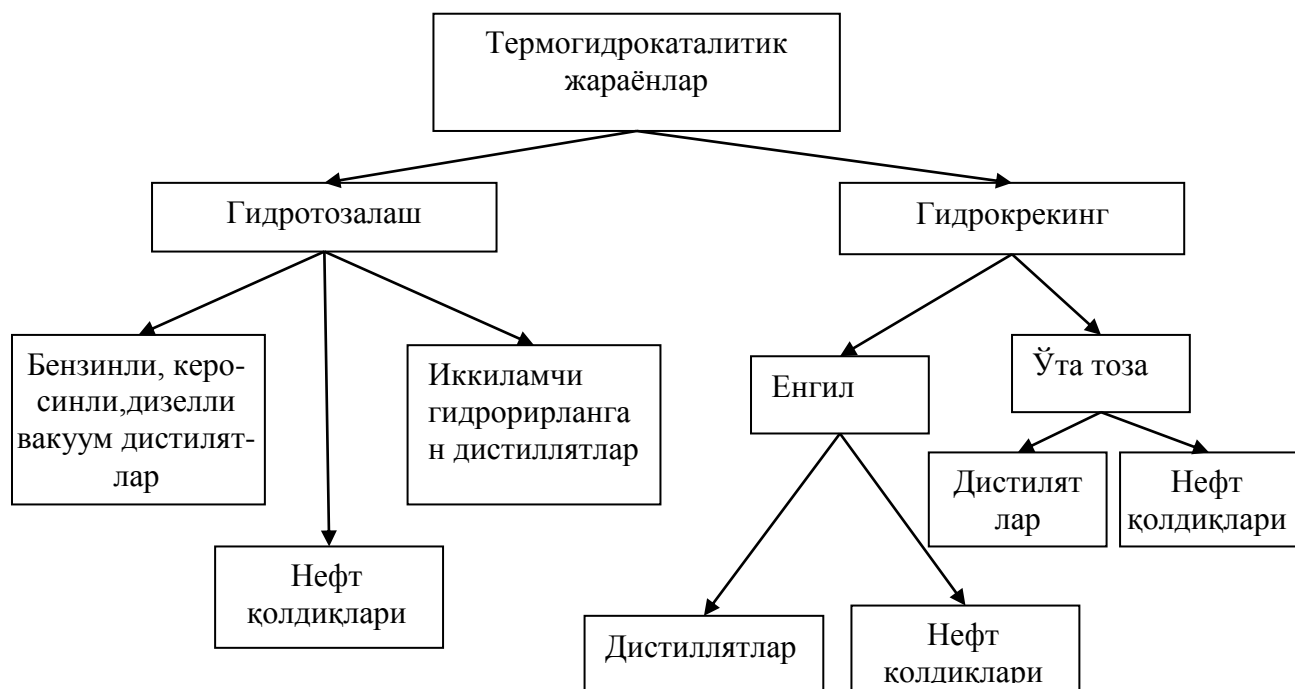 Термогидрокаталитик
жараёнлар
Гидротозалаш
Гидрокрекинг
Бензинли, керо-
синли,дизелли
вакуум дистилят-
лар
Иккиламчи
гидрорирланга
н дистиллятлар
Енгил
Ўта тоза
Дистилят
лар
Нефт
қолдиқлари
Нефт
қолдиқлари
Дистиллятлар
Нефт
қолдиқлари